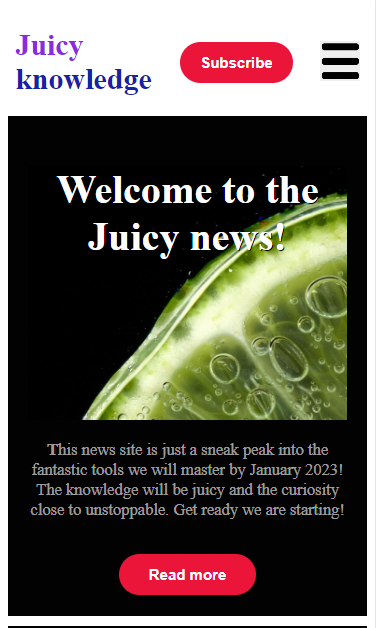 Juicy
knowledge
Subscribe
Welcome to the
Juicy news!
This news site is just a sneak peak into the
fantastic tools we will master by January 2023!
The knowledge will be juicy and the curiosity
close to unstoppable. Get ready we are starting!
Read more